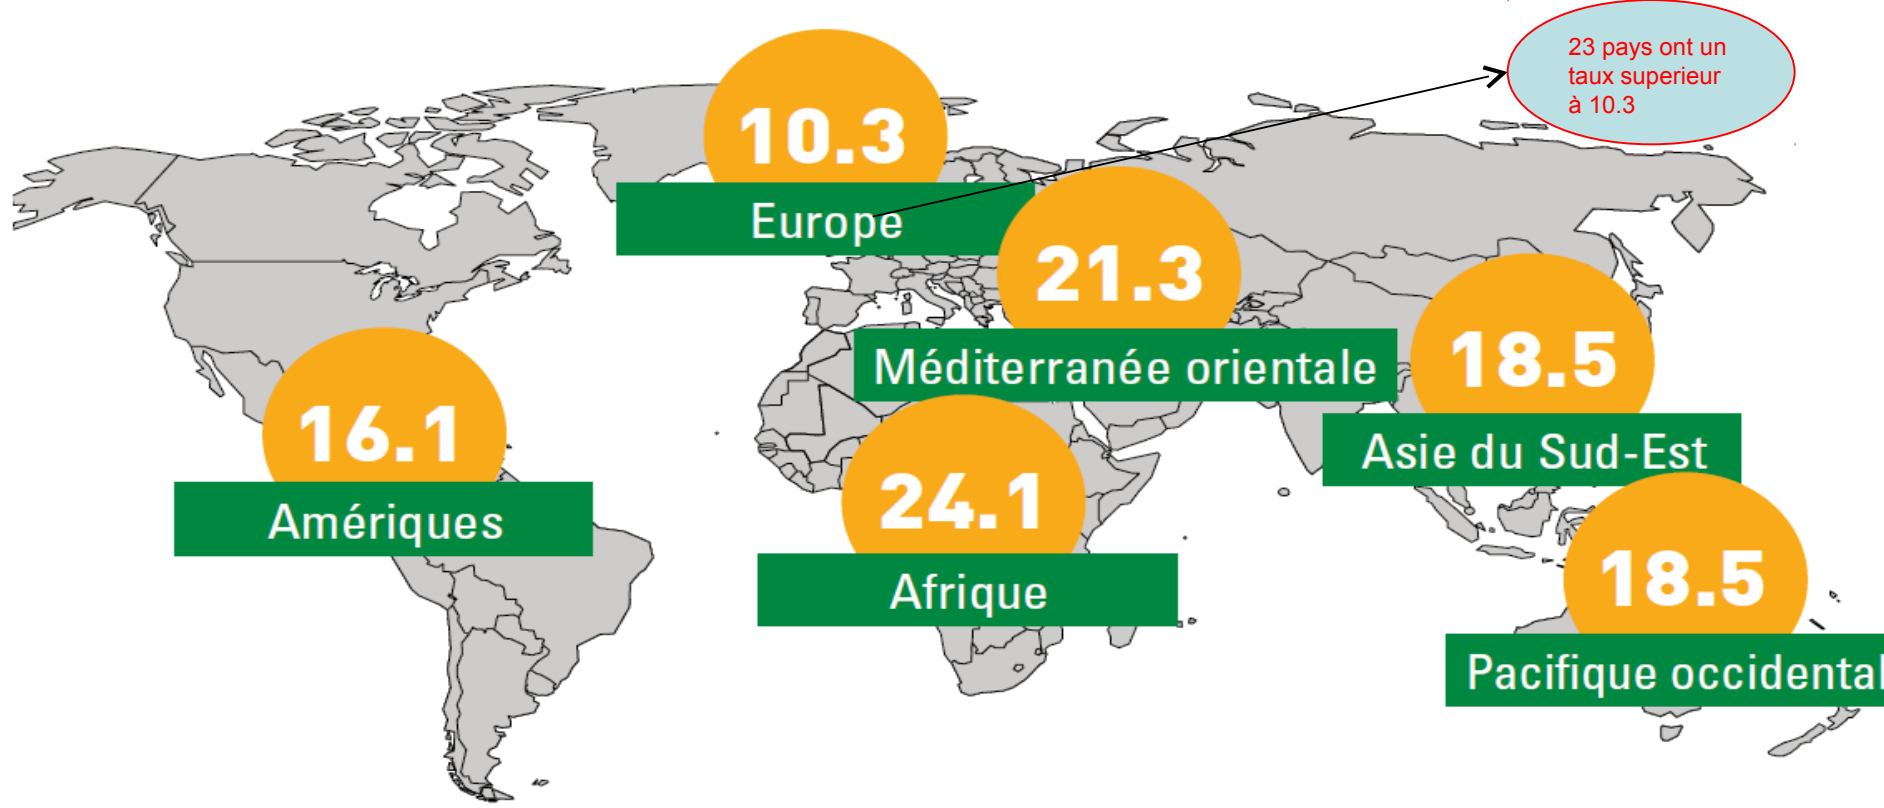 23 pays ont un
taux superieur
à 10.3
10.3
Europe
21.3
Méditerranée orientale
18.5
Asie du Sud-Est
16.1
Amériques
24.1
Afrique
18.5
Pacifique occidental